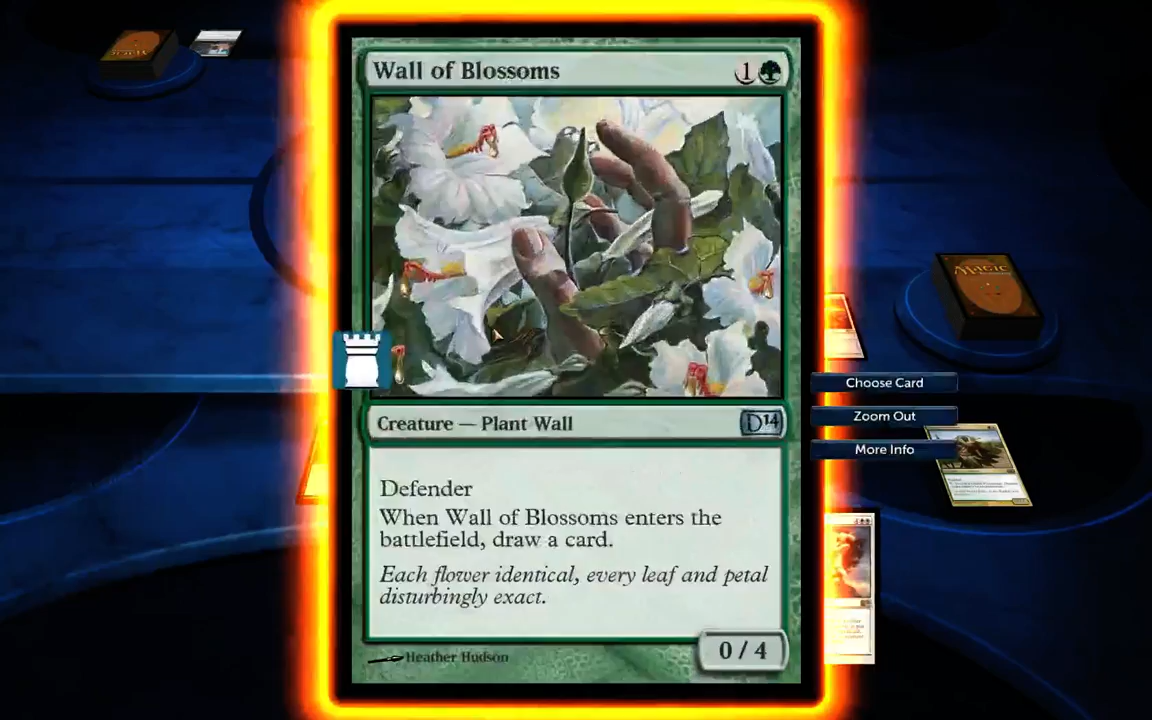 Wall of Blossoms
1
Creature — Plant Wall
D14
Defender
When Wall of Blossoms enters the
battlefield, draw a card.
Each flower identical, every leaf and petal
disturbingly exact.
Heather Hudson
0 / 4
MAGIC
Choose Card
Zoom Out
More Info